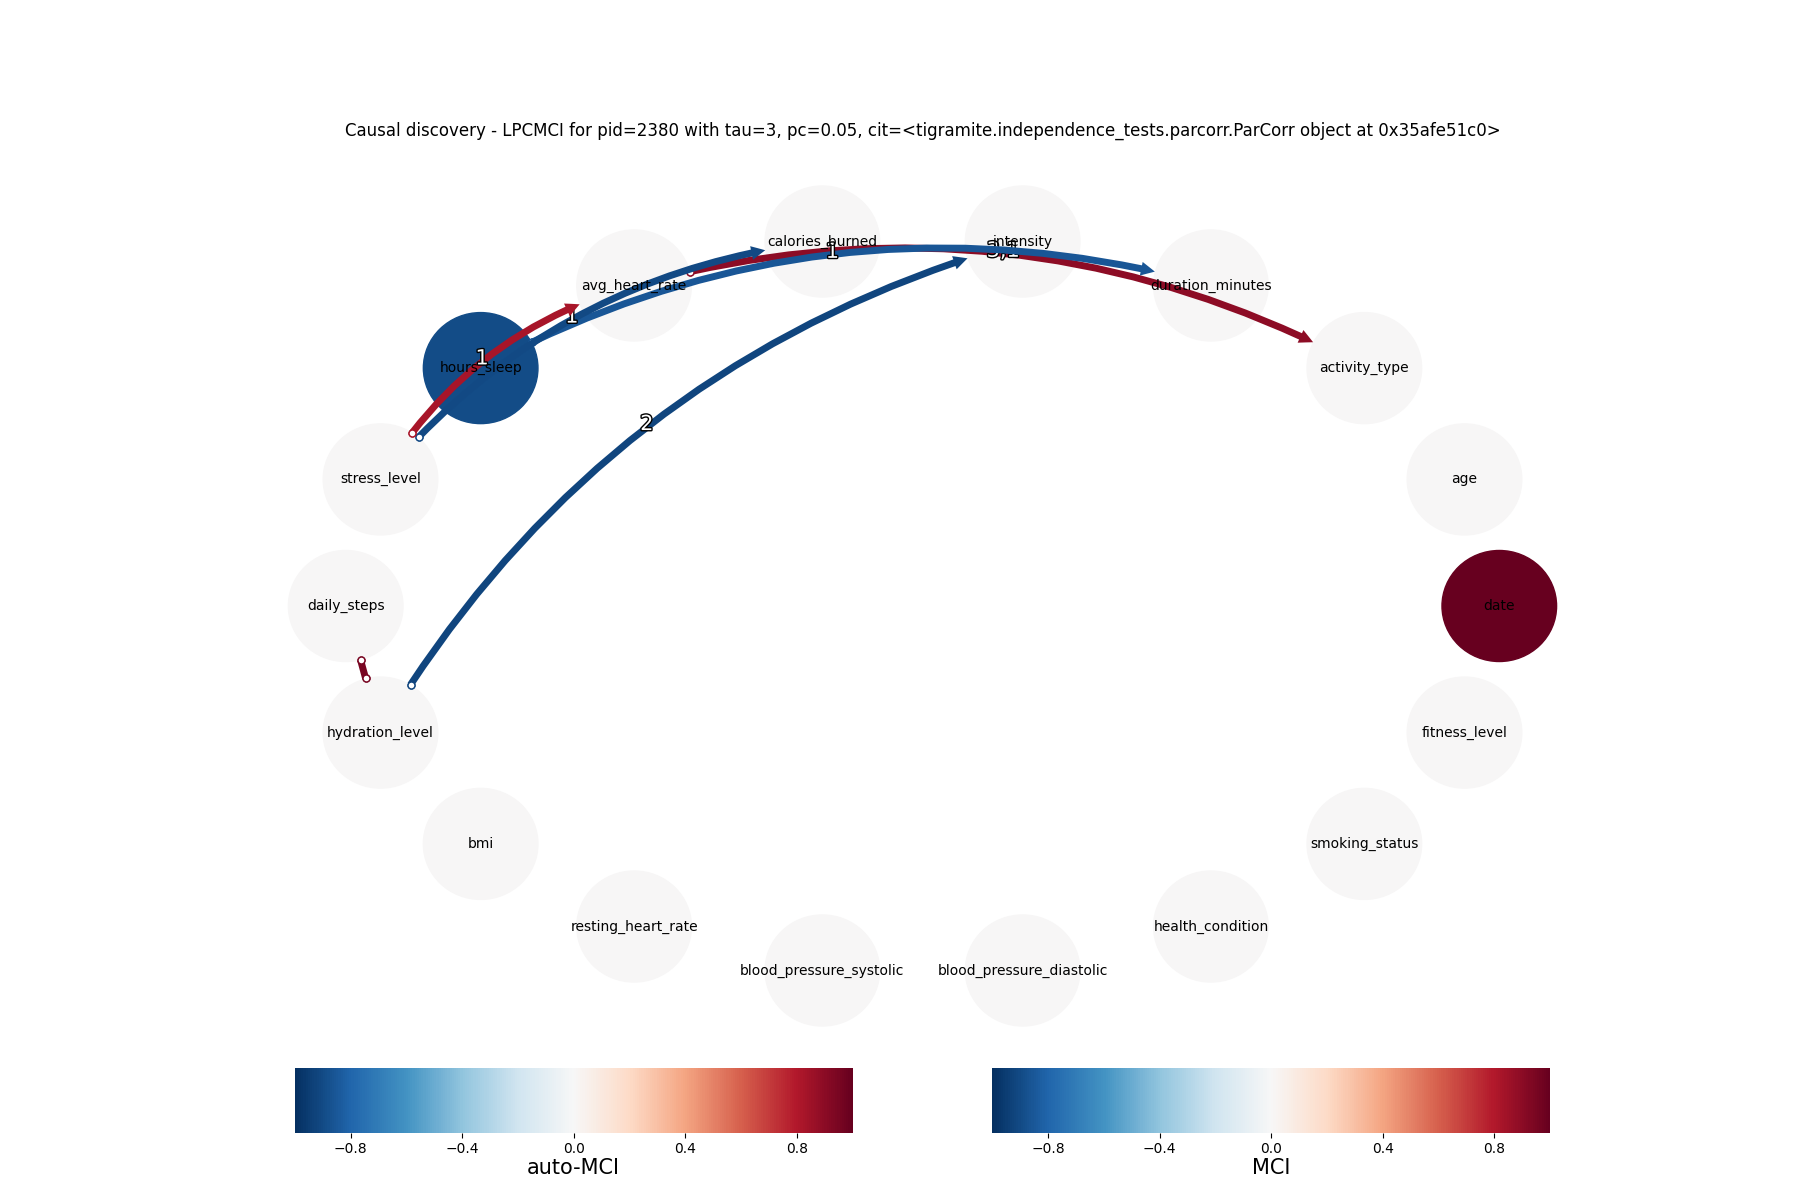 Causal discovery - LPCMCI for pid=2380 with tau=3, pc=0.05, cit=<tigramite.independence_tests.parcorr.ParCorr object at 0x35afe51c0>
calories_burned
intensity
1
avg_heart_rate
duration_minutes
1
1
hours_sleep
activity_type
2
stress_level
age
daily_steps
date
hydration_level
fitness_level
bmi
smoking_status
resting_heart_rate
health_condition
blood_pressure_systolic
blood_pressure_diastolic
−0.8 −0.4 0.0 0.4 0.8
auto-MCI
−0.8 −0.4 0.0 0.4 0.8
MCI